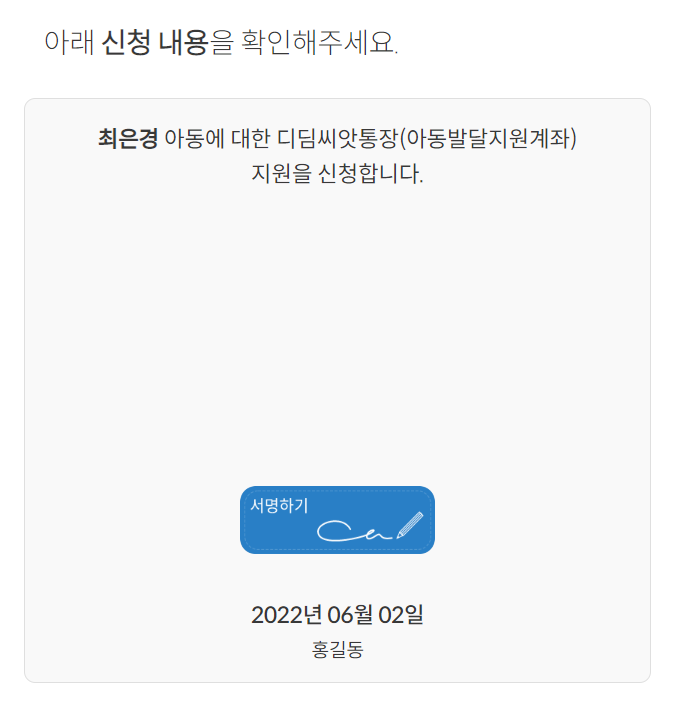 아래 신청 내용을 확인해주세요.
최은경 아동에 대한 디딤씨앗통장(아동발달지원계좌)
지원을 신청합니다.
서명하기
2022년 06월 02일
홍길동